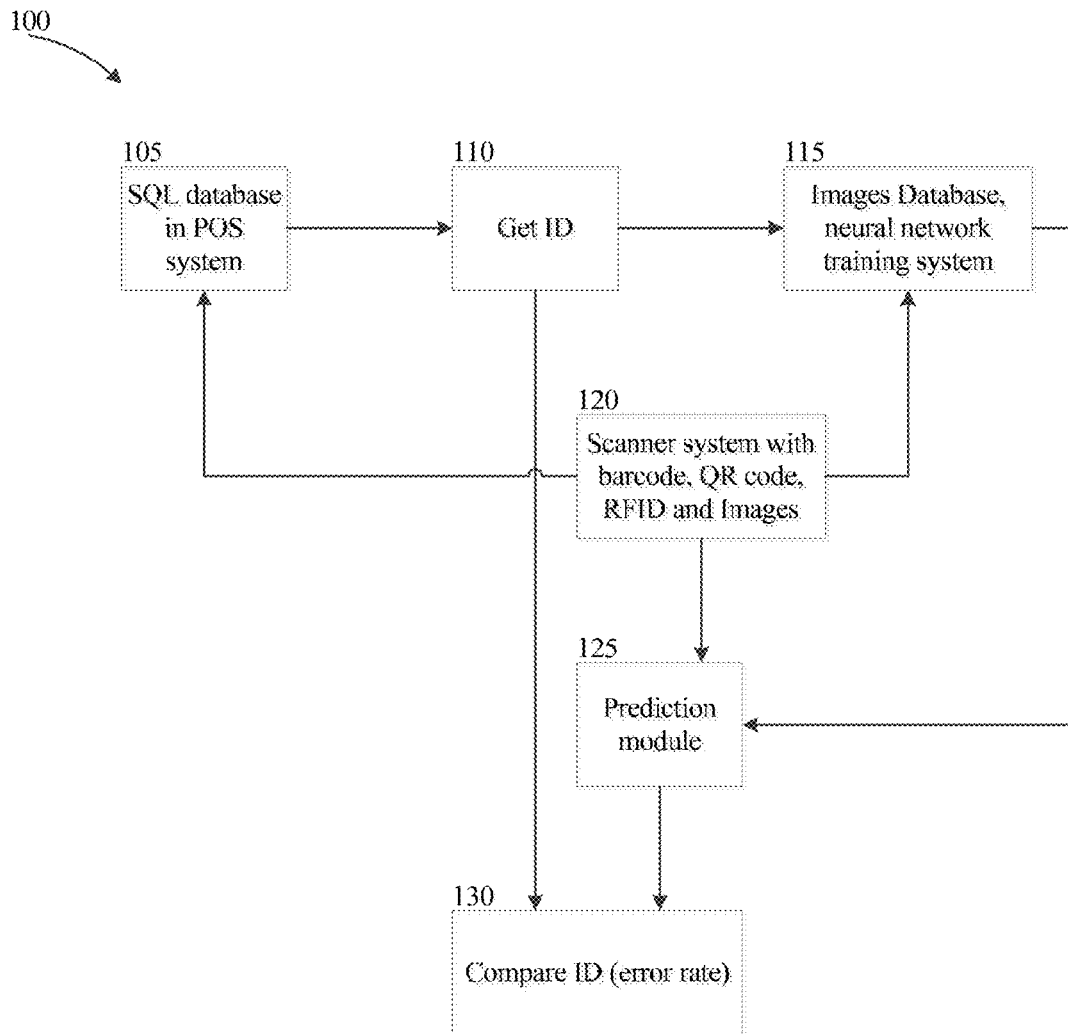 100
105
SQL database
in POS
system
110
Get ID
115
Images Database,
neural network
training system
120
Scanner system with
barcode, QR code,
RFID and Images
125
Prediction
module
130
Compare ID (error rate)